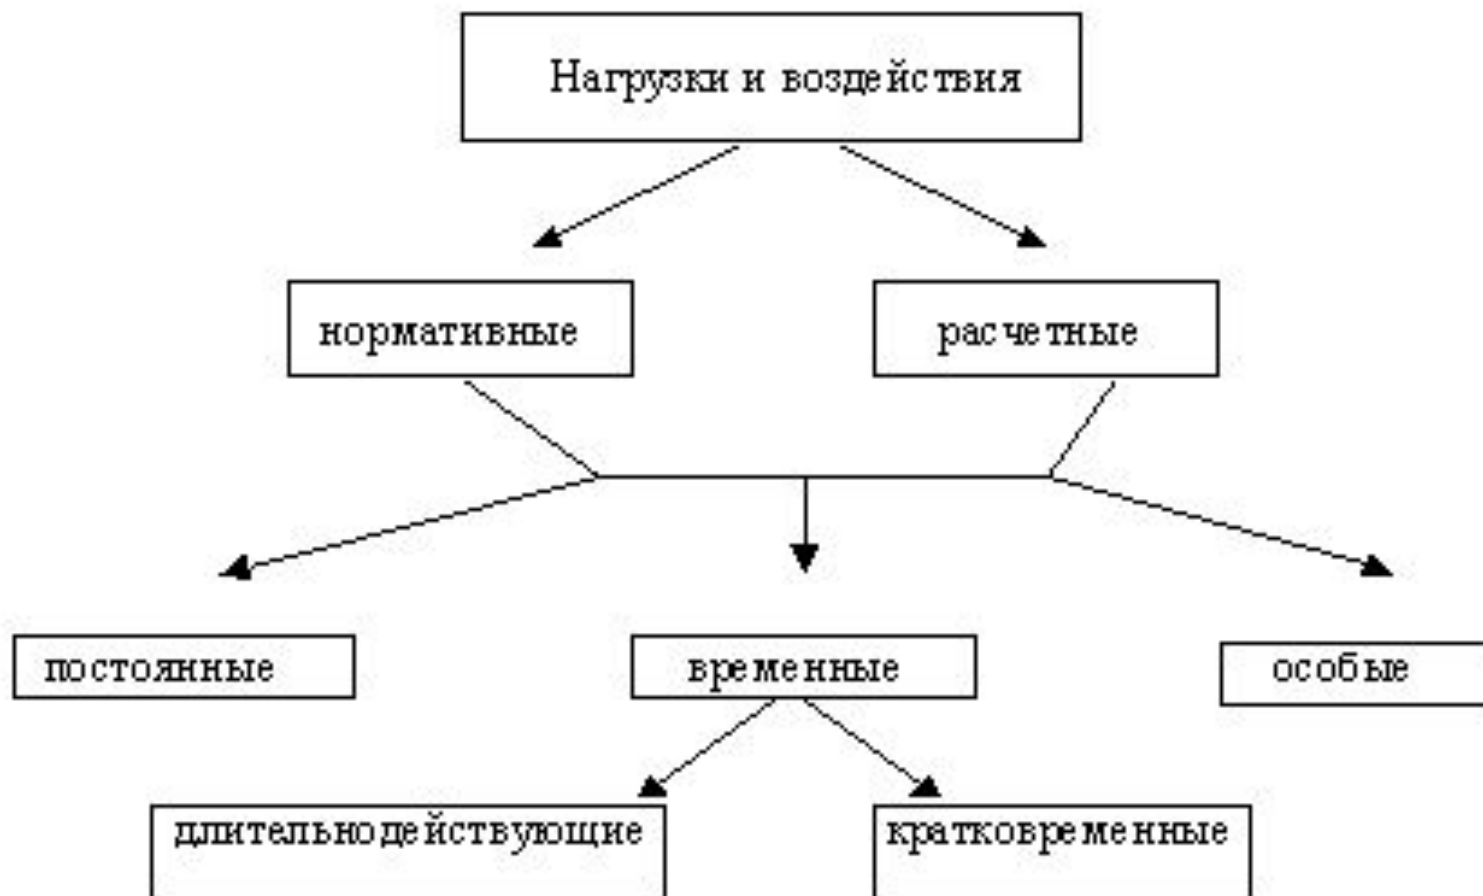 Нагрузки и воздействия
нормативные
расчетные
постоянные
временные
особые
длительнодействующие
кратковременные